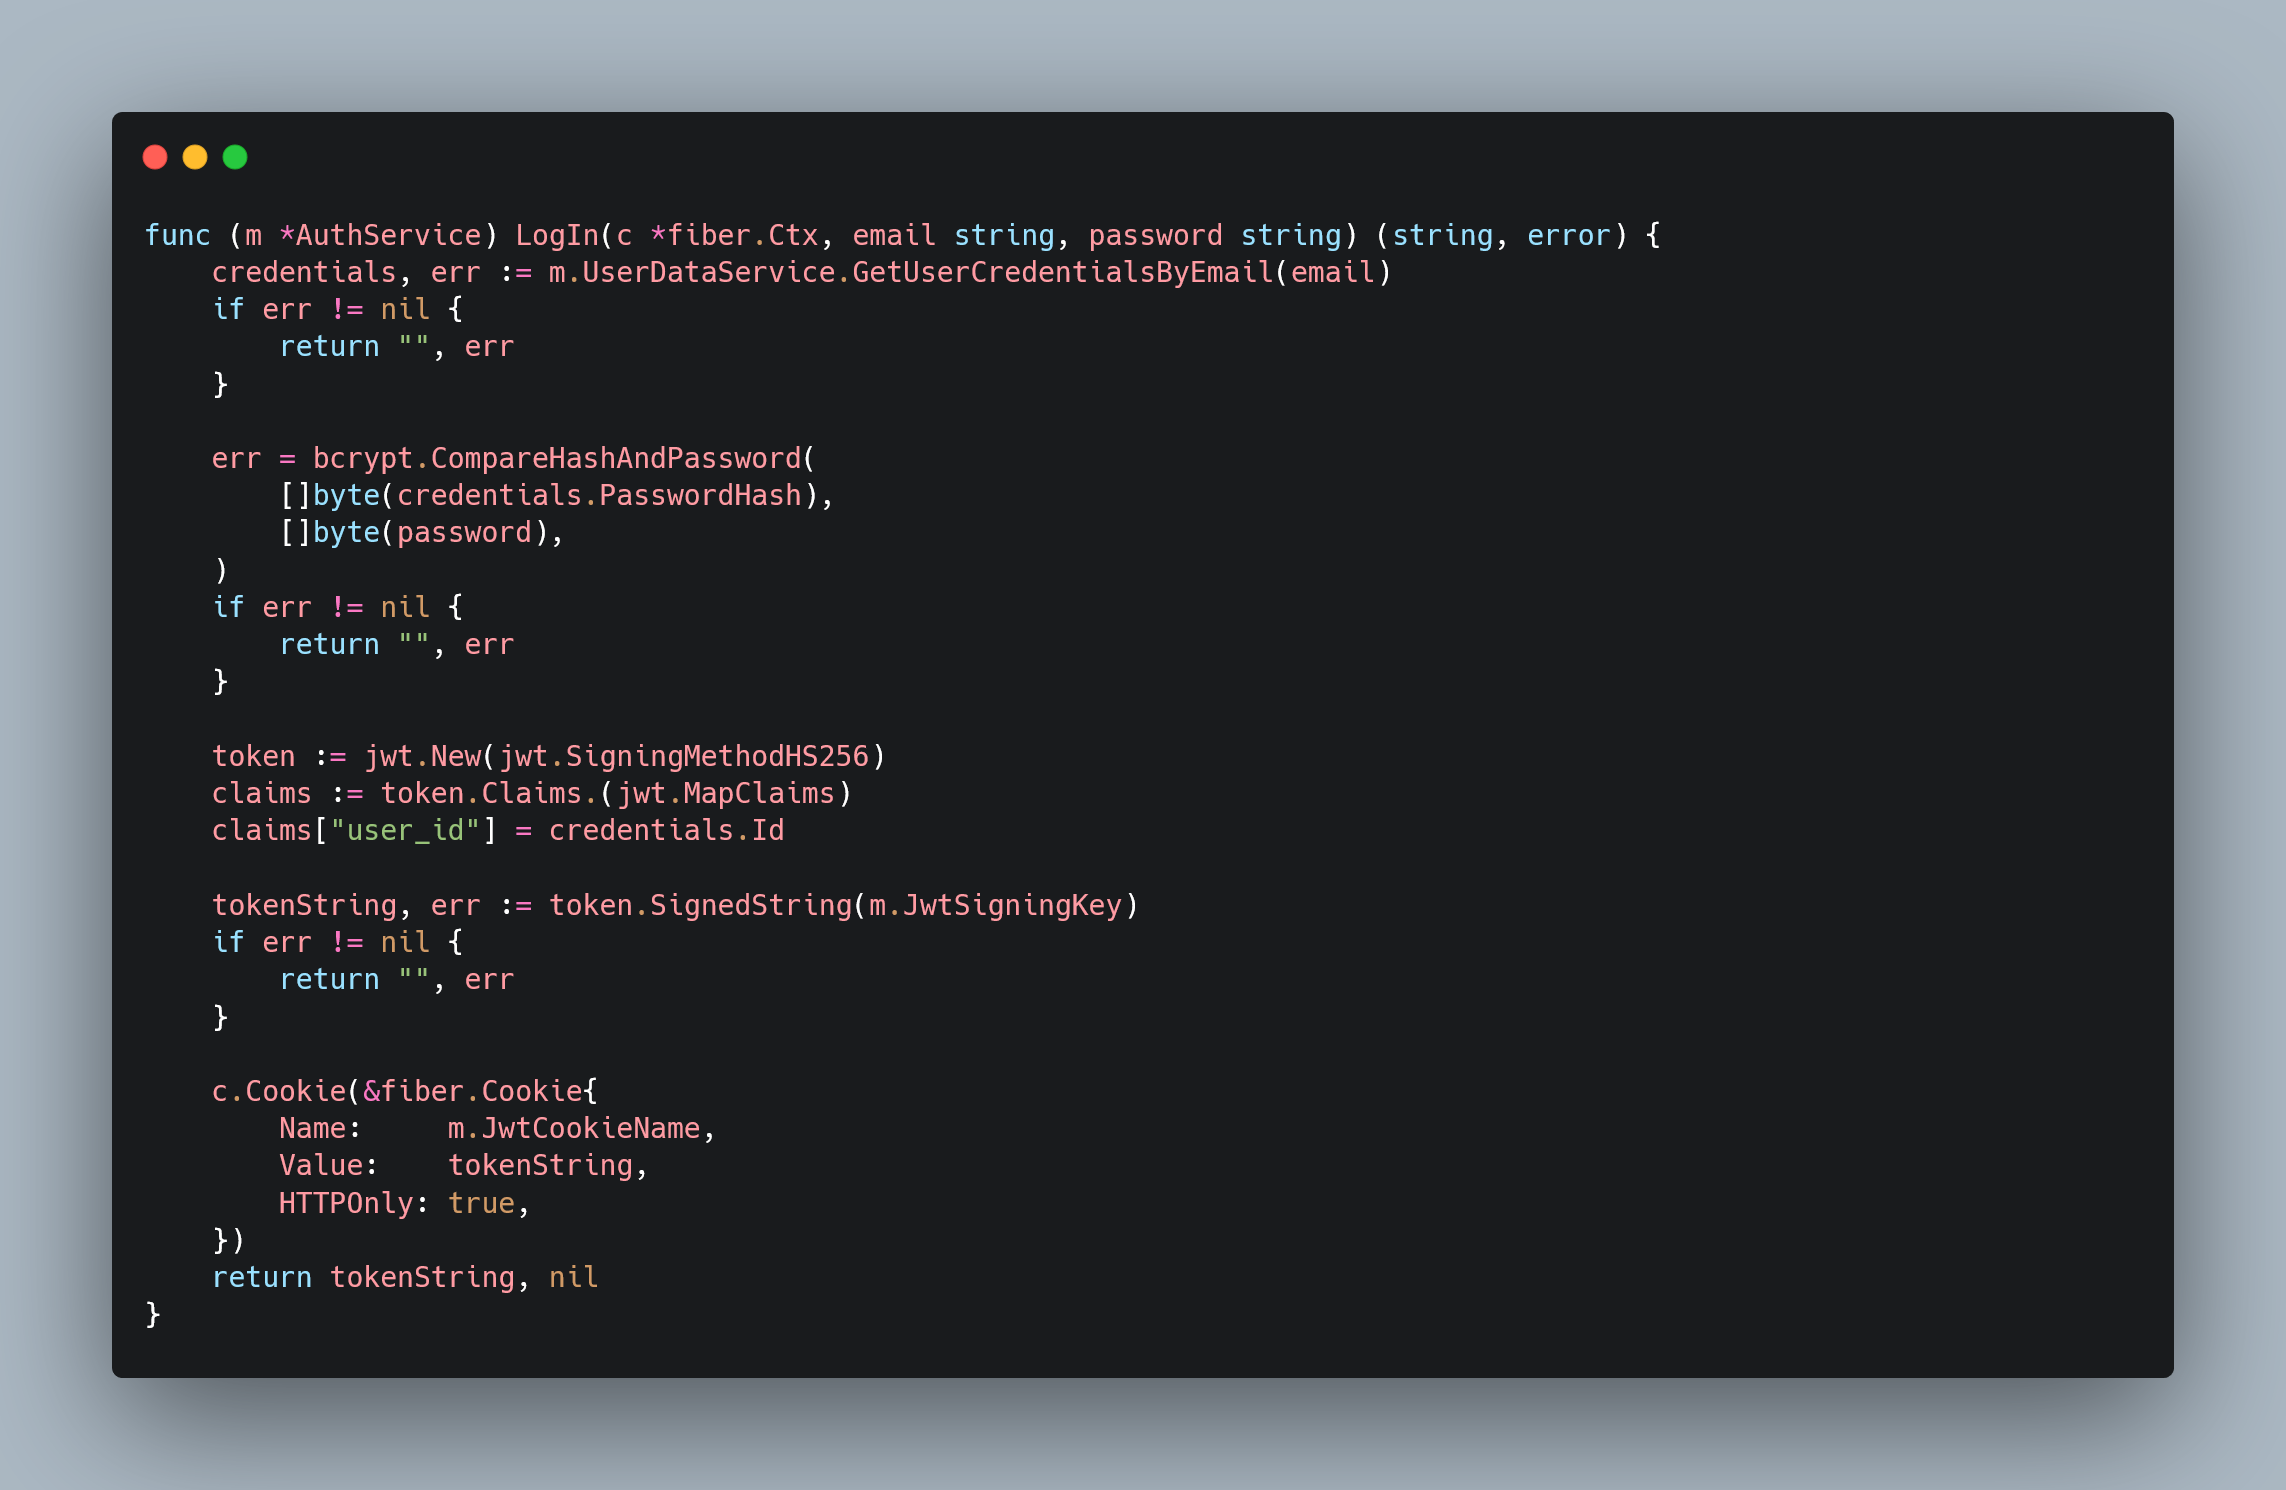 func (m *AuthService) LogIn(c *fiber.Ctx, email string, password string) (string, error) {
    credentials, err := m.UserDataService.GetUserCredentialsByEmail(email)
    if err != nil {
        return "", err
    }

    err = bcrypt.CompareHashAndPassword(
        []byte(credentials.PasswordHash),
        []byte(password),
    )
    if err != nil {
        return "", err
    }

    token := jwt.New(jwt.SigningMethodHS256)
    claims := token.Claims.(jwt.MapClaims)
    claims["user_id"] = credentials.Id

    tokenString, err := token.SignedString(m.JwtSigningKey)
    if err != nil {
        return "", err
    }

    c.Cookie(&fiber.Cookie{
        Name:     m.JwtCookieName,
        Value:    tokenString,
        HTTPOnly: true,
    })
    return tokenString, nil
}